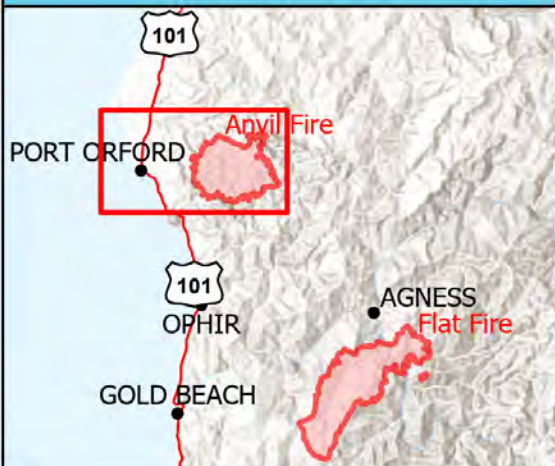 101
Anvil Fire
PORT ORFORD
101
OPHIR
AGNESS
Flat Fire
GOLD BEACH